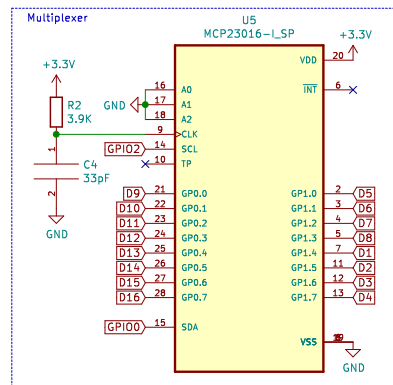 Multiplexer
U5
MCP23016-I_SP
+3.3V
+3.3V
R2
3.9K
GND
C4
33pF
1
2
GND
16 A0
17 A1
18 A2
9 CLK
GPIO2 14 SCL
10 TP
D9 21 GP0.0
D10 22 GP0.1
D11 23 GP0.2
D12 24 GP0.3
D13 25 GP0.4
D14 26 GP0.5
D15 27 GP0.6
D16 28 GP0.7
GPIO0 15 SDA
VDD 20
INT 6
GP1.0 2 D5
GP1.1 3 D6
GP1.2 4 D7
GP1.3 5 D8
GP1.4 7 D1
GP1.5 11 D2
GP1.6 12 D3
GP1.7 13 D4
VSS
GND